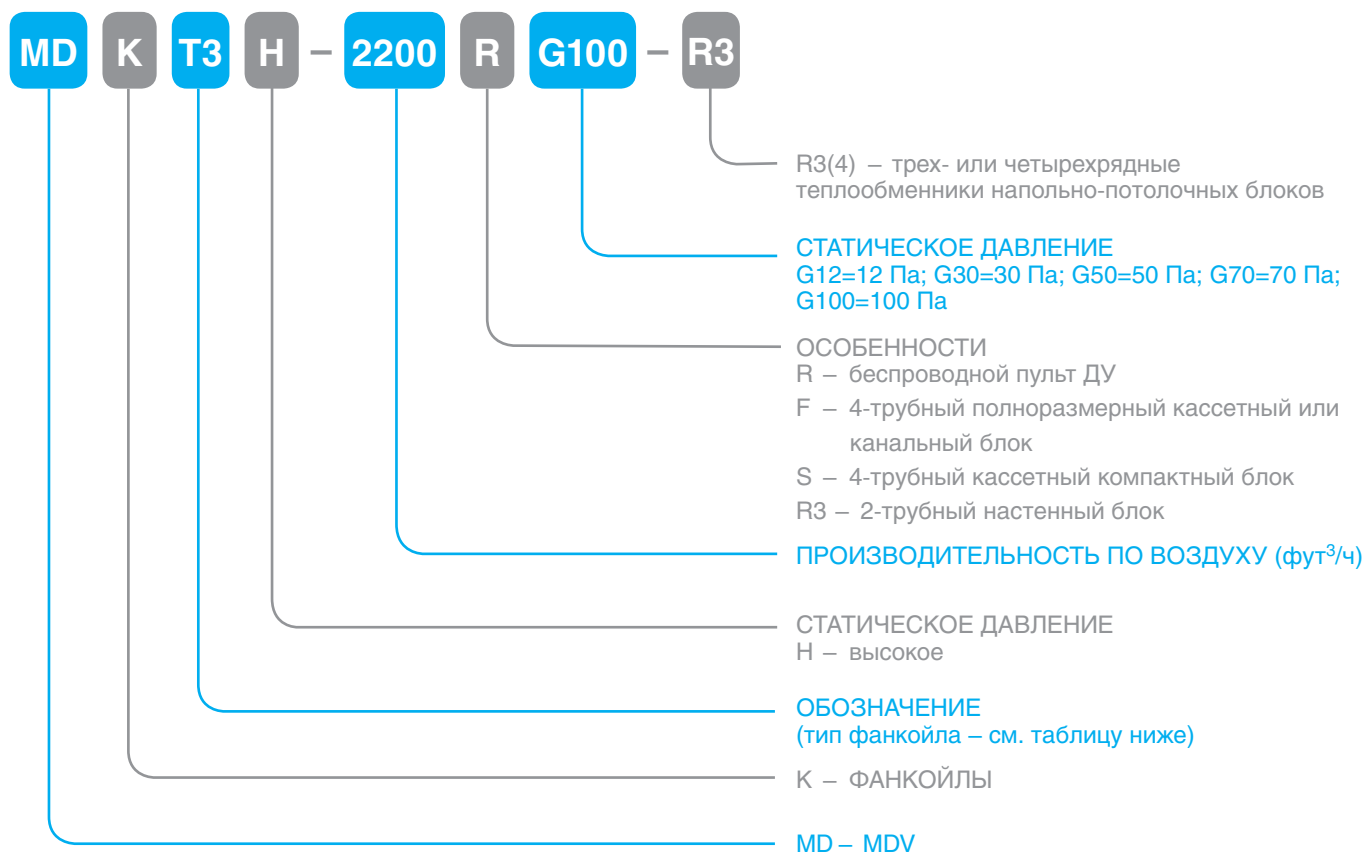 MD K T3 H – 2200 R G100 – R3
R3(4) – трех- или четырехрядные
теплообменники напольно-потолочных блоков
СТАТИЧЕСКОЕ ДАВЛЕНИЕ
G12=12 Па; G30=30 Па; G50=50 Па; G70=70 Па;
G100=100 Па
ОСОБЕННОСТИ
R – беспроводной пульт ДУ
F – 4-трубный полноразмерный кассетный или
канальный блок
S – 4-трубный кассетный компактный блок
R3 – 2-трубный настенный блок
ПРОИЗВОДИТЕЛЬНОСТЬ ПО ВОЗДУХУ (фут³/ч)
СТАТИЧЕСКОЕ ДАВЛЕНИЕ
H – высокое
ОБОЗНАЧЕНИЕ
(тип фанкойла – см. таблицу ниже)
K – ФАНКОЙЛЫ
MD – MDV